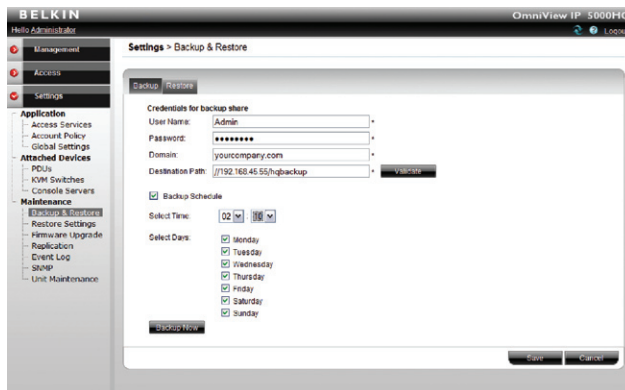 BELKIN
OmniView IP 5000HQ
Hello Administrator
Logout
Management
Access
Settings
Application
Access Services
Account Policy
Global Settings
Attached Devices
PDUs
KVM Switches
Console Servers
Maintenance
Backup & Restore
Restore Settings
Firmware Upgrade
Replication
Event Log
SNMP
Unit Maintenance
Settings > Backup & Restore
Backup Restore
Credentials for backup share
User Name: Admin *
Password: •••••••• *
Domain: yourcompany.com *
Destination Path: //192.168.45.55/hqbackup * Validate
Backup Schedule
Select Time: 02 : 10
Select Days: Monday
Tuesday
Wednesday
Thursday
Friday
Saturday
Sunday
Backup Now
Save Cancel